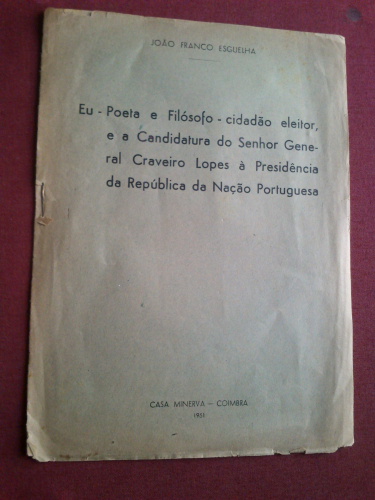 JOÃO FRANCO ESGUELHA
Eu - Poeta e Filósofo - cidadão eleitor,
e a Candidatura do Senhor Gene-
ral Craveiro Lopes à Presidência
da República da Nação Portuguesa
CASA MINERVA — COIMBRA
1951